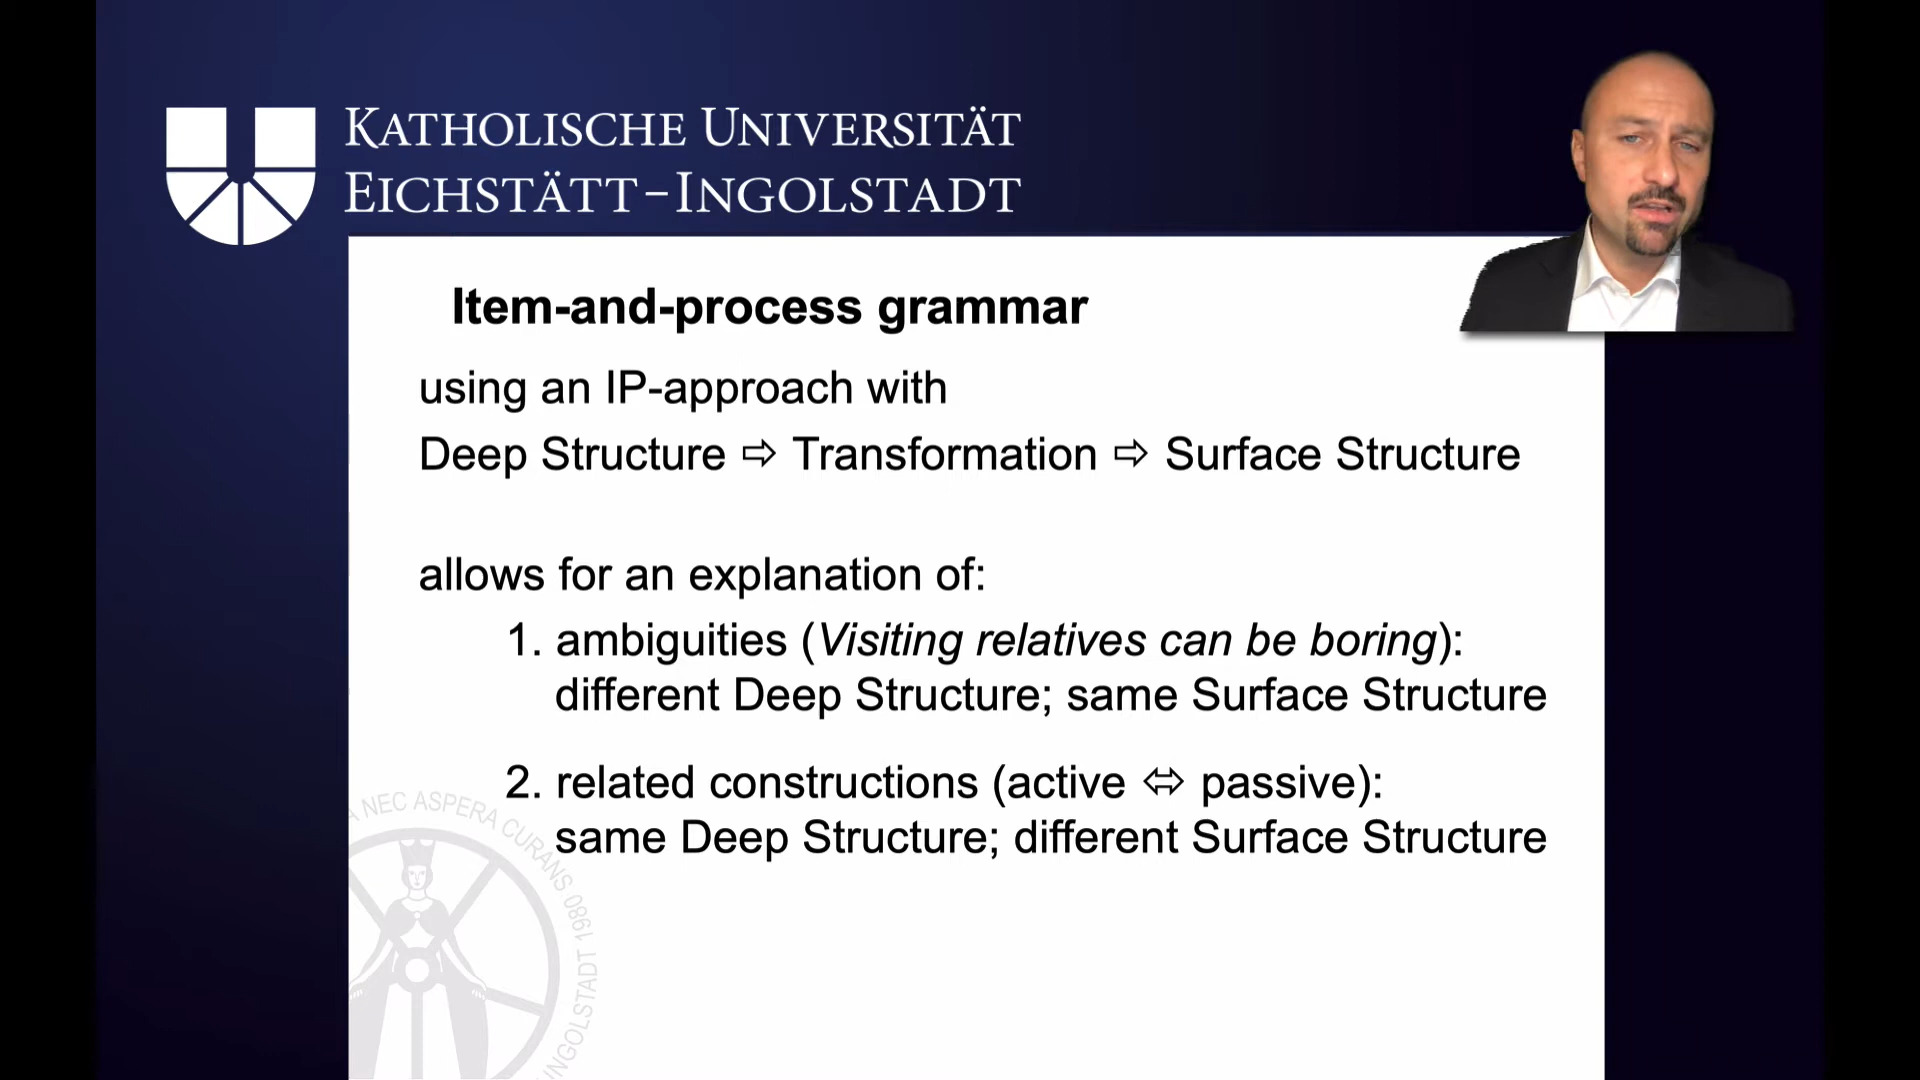 KATHOLISCHE UNIVERSITÄT
EICHSTÄTT-INGOLSTADT
Item-and-process grammar
using an IP-approach with
Deep Structure ⇨ Transformation ⇨ Surface Structure
allows for an explanation of:
1. ambiguities (Visiting relatives can be boring):
different Deep Structure; same Surface Structure
2. related constructions (active ⬄ passive):
same Deep Structure; different Surface Structure
NEC ASPERA CURANS 1980 INGOLSTADT